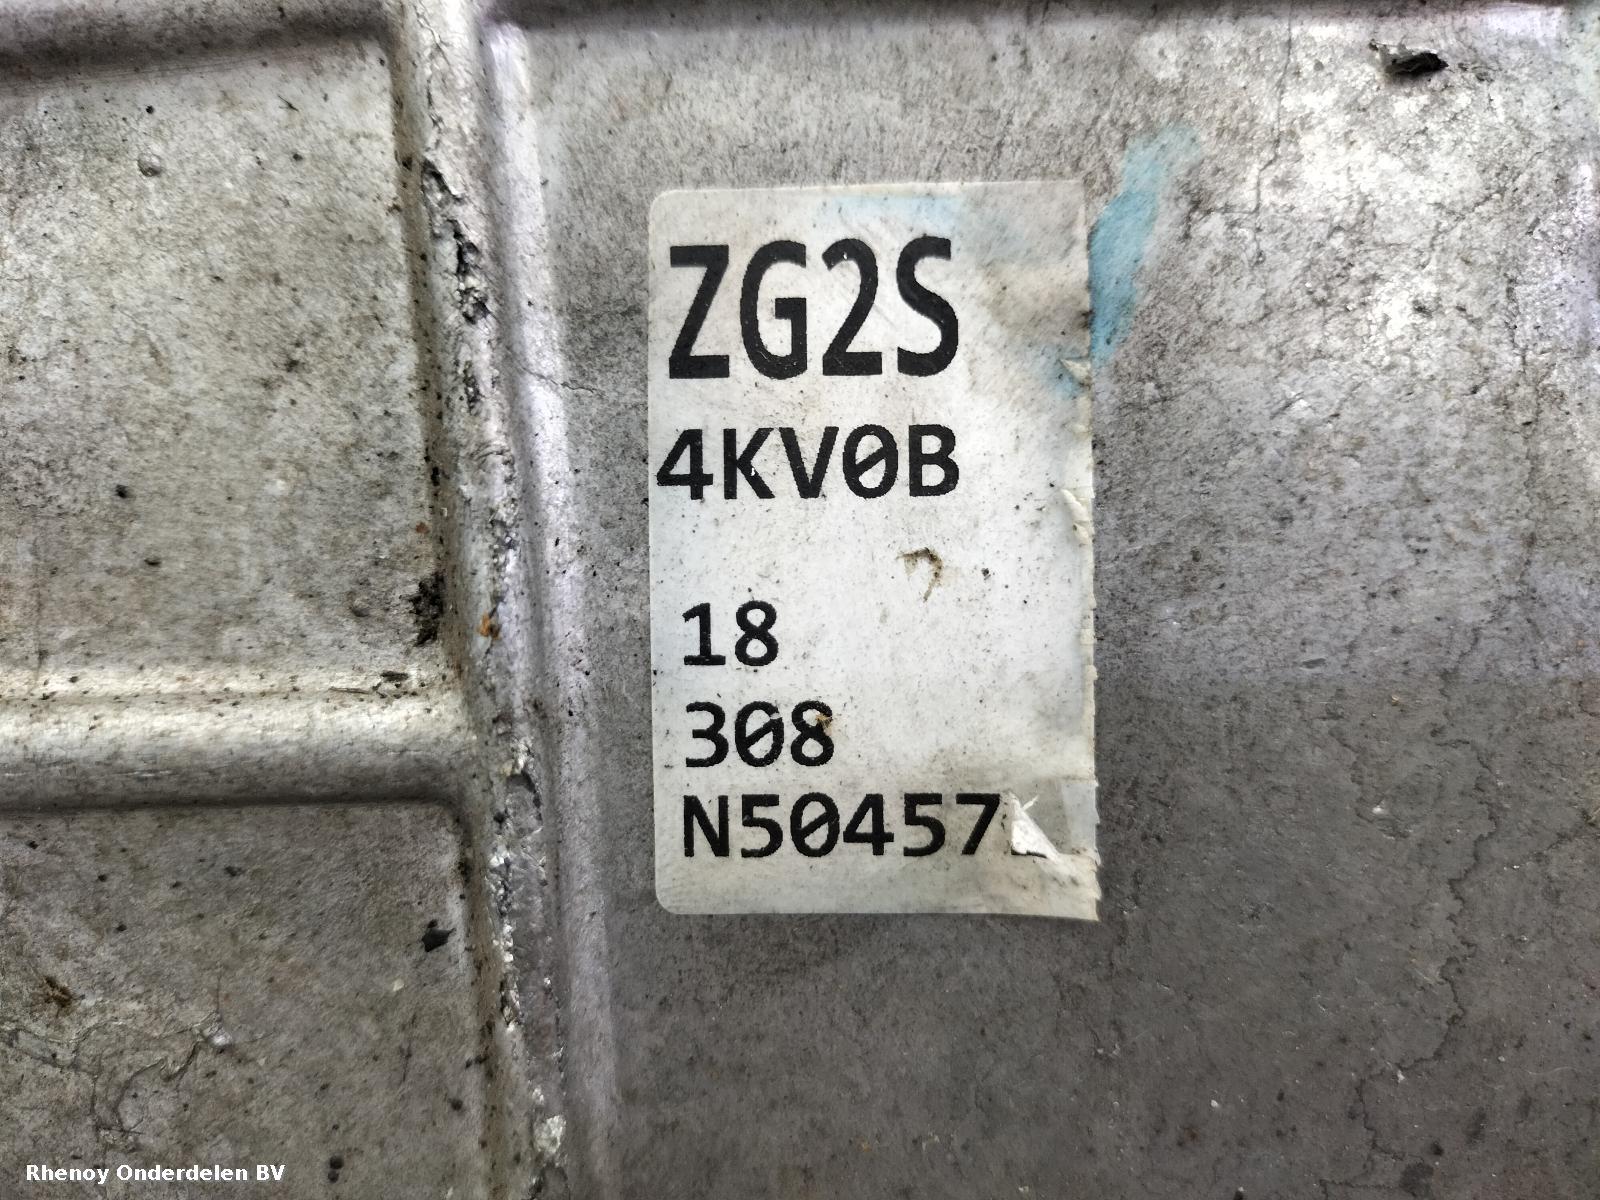 ZG2S
4KV0B
18
308
N50457
Rhenoy Onderdelen BV